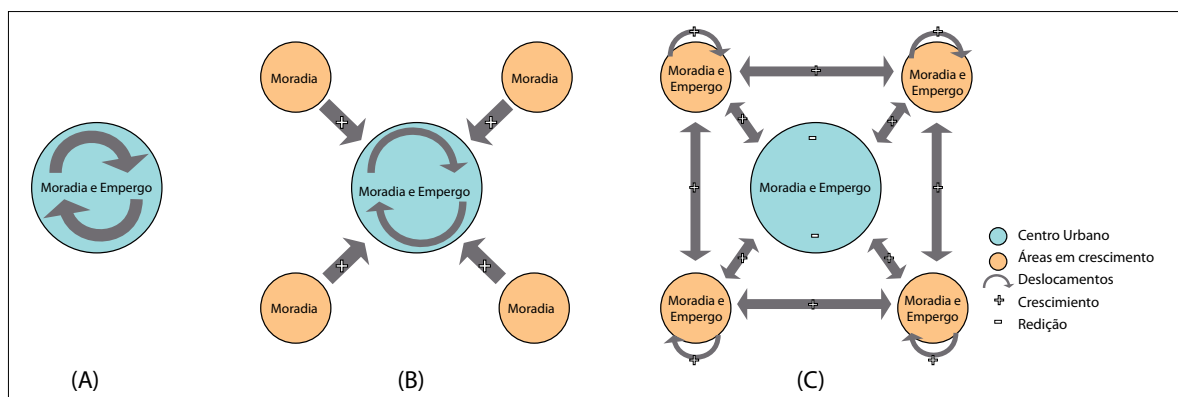 Moradia e Empergo
(A)
Moradia
Moradia
Moradia e Empergo
Moradia
Moradia
(B)
Moradia e
Empergo
Moradia e
Empergo
Moradia e Empergo
Moradia e
Empergo
Moradia e
Empergo
(C)
Centro Urbano
Áreas em crescimento
Deslocamentos
Crescimiento
Redição